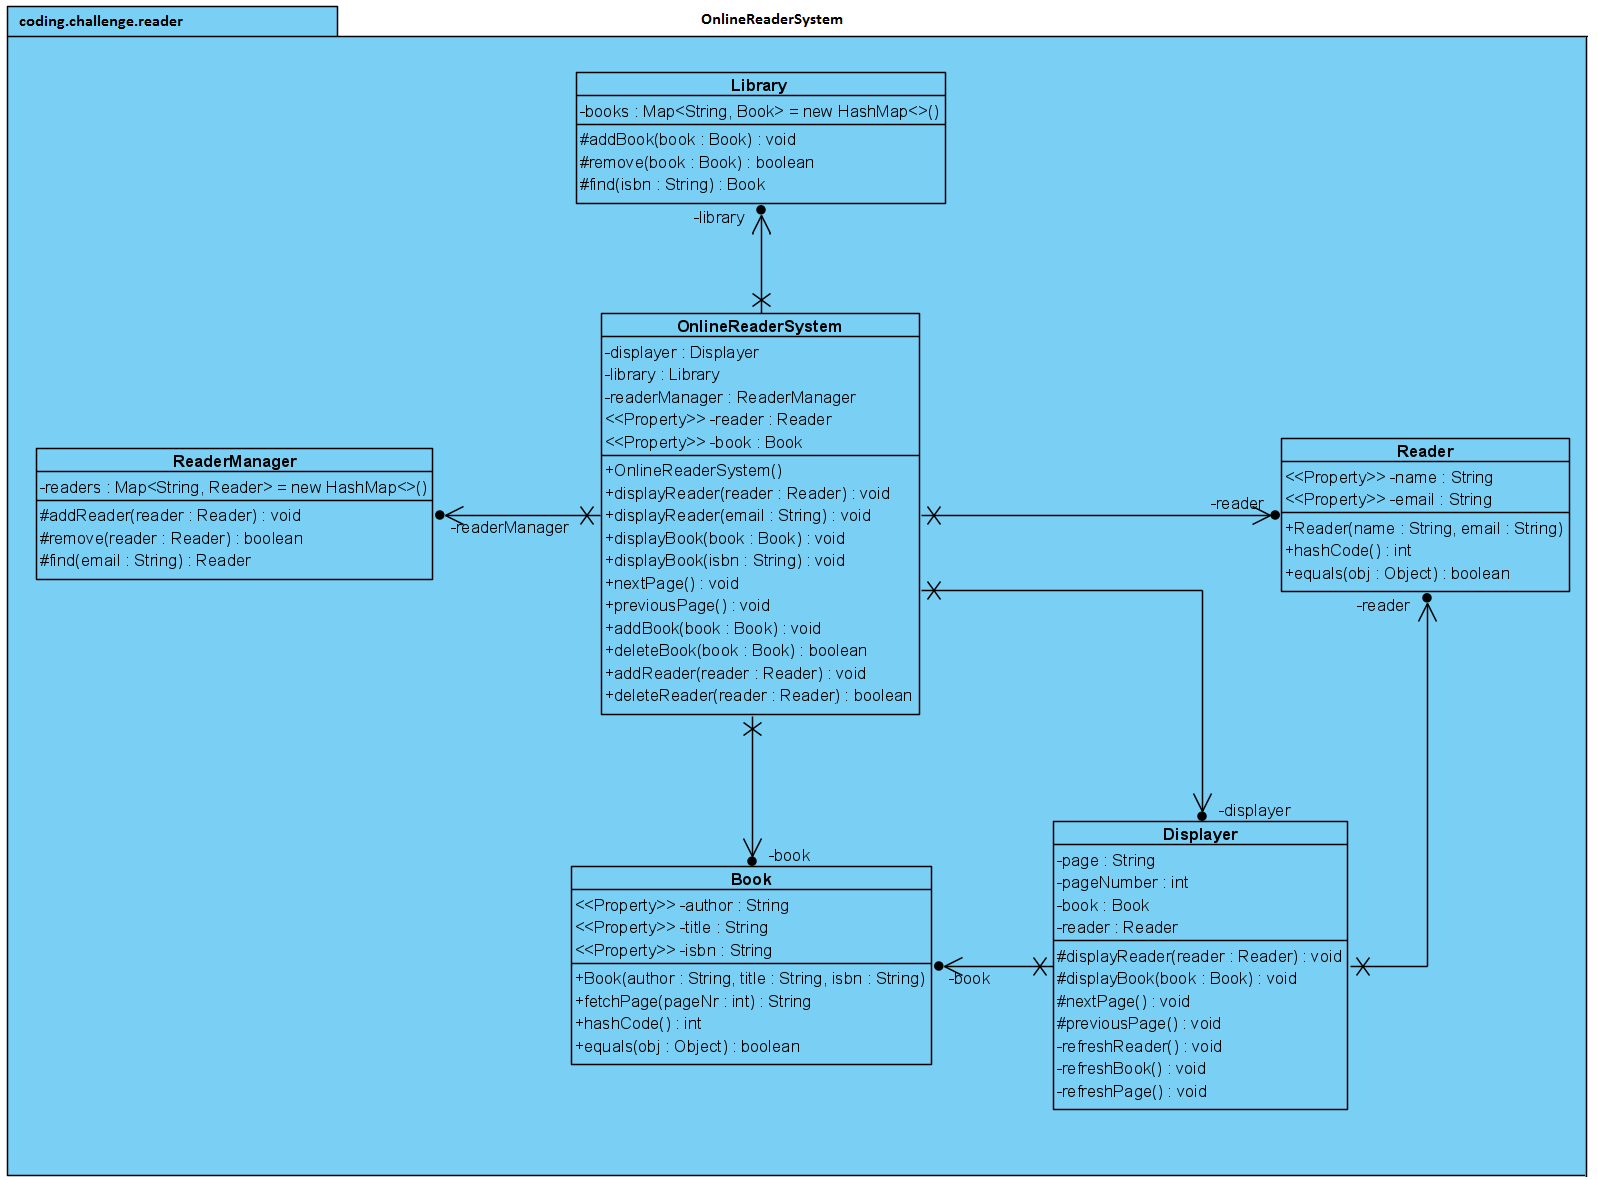 coding.challenge.reader
OnlineReaderSystem
Library
-books : Map<String, Book> = new HashMap<>()
#addBook(book : Book) : void
#remove(book : Book) : boolean
#find(isbn : String) : Book
-library
OnlineReaderSystem
-displayer : Displayer
-library : Library
-readerManager : ReaderManager
<<Property>> -reader : Reader
<<Property>> -book : Book
+OnlineReaderSystem()
+displayReader(reader : Reader) : void
+displayReader(email : String) : void
+displayBook(book : Book) : void
+displayBook(isbn : String) : void
+nextPage() : void
+previousPage() : void
+addBook(book : Book) : void
+deleteBook(book : Book) : boolean
+addReader(reader : Reader) : void
+deleteReader(reader : Reader) : boolean
ReaderManager
-readers : Map<String, Reader> = new HashMap<>()
#addReader(reader : Reader) : void
#remove(reader : Reader) : boolean
#find(email : String) : Reader
-readerManager
-reader
Reader
<<Property>> -name : String
<<Property>> -email : String
+Reader(name : String, email : String)
+hashCode() : int
+equals(obj : Object) : boolean
-reader
-displayer
Displayer
-page : String
-pageNumber : int
-book : Book
-reader : Reader
#displayReader(reader : Reader) : void
#displayBook(book : Book) : void
#nextPage() : void
#previousPage() : void
-refreshReader() : void
-refreshBook() : void
-refreshPage() : void
-book
Book
<<Property>> -author : String
<<Property>> -title : String
<<Property>> -isbn : String
+Book(author : String, title : String, isbn : String)
+fetchPage(pageNr : int) : String
+hashCode() : int
+equals(obj : Object) : boolean
-book